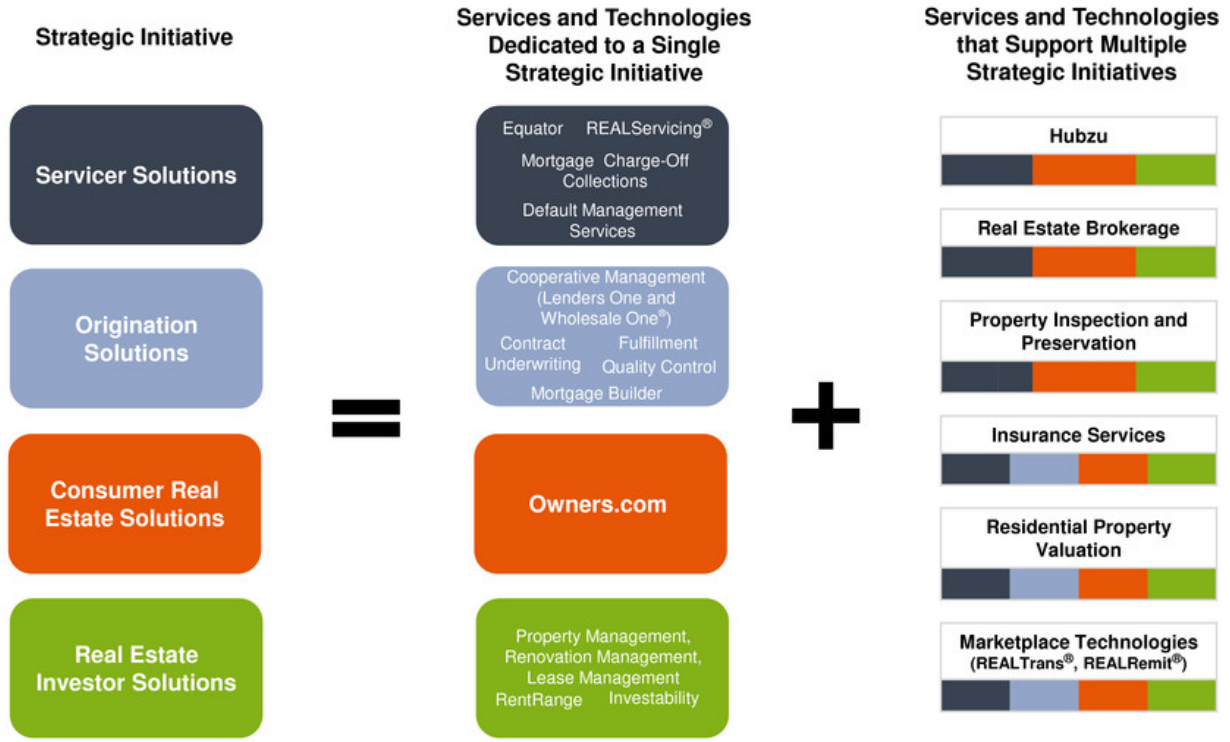 Strategic Initiative
Services and Technologies
Dedicated to a Single
Strategic Initiative
Services and Technologies
that Support Multiple
Strategic Initiatives
Servicer Solutions
Equator REALServicing®
Mortgage Charge-Off
Collections
Default Management
Services
Hubzu
Real Estate Brokerage
Origination
Solutions
Cooperative Management
(Lenders One and
Wholesale One®)
Contract
Underwriting
Fulfillment
Quality Control
Mortgage Builder
Property Inspection and
Preservation
=
+
Insurance Services
Consumer Real
Estate Solutions
Owners.com
Residential Property
Valuation
Real Estate
Investor Solutions
Property Management,
Renovation Management,
Lease Management
RentRange Investability
Marketplace Technologies
(REALTrans®, REALRemit®)